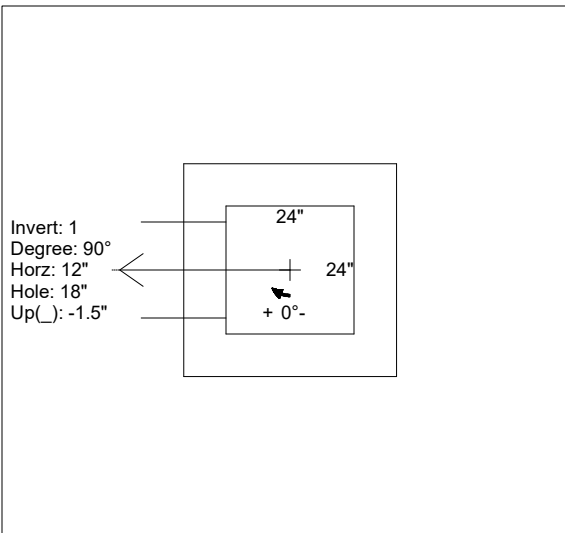 24"
Invert: 1
Degree: 90°
Horz: 12"
24"
Hole: 18"
Up(_): -1.5"
+ 0°-